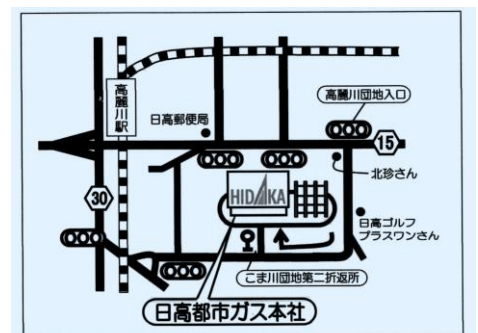 高麗川駅
高麗川団地入口
日高郵便局
15
北珍さん
30
HIDAKA
日高ゴルフ
プラスワンさん
こま川団地第二折返所
日高都市ガス本社